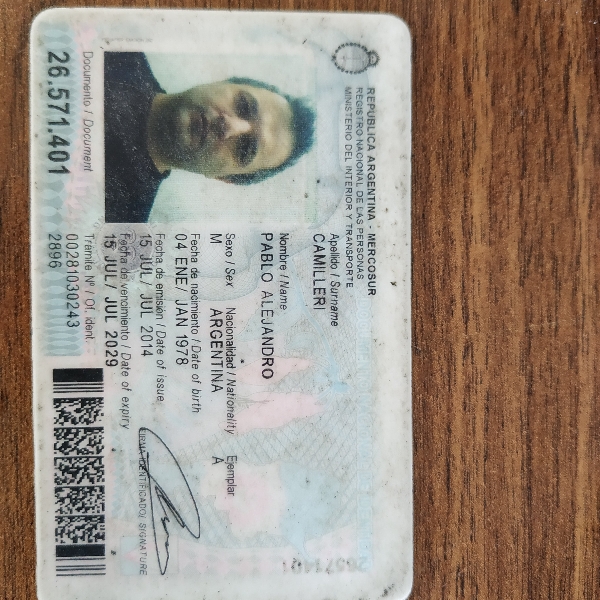 REPUBLICA ARGENTINA - MERCOSUR
REGISTRO NACIONAL DE LAS PERSONAS
MINISTERIO DEL INTERIOR Y TRANSPORTE
Apellido / Surname
CAMILLERI
Nombre / Name
PABLO ALEJANDRO
Sexo / Sex Nacionalidad / Nationality Ejemplar
M ARGENTINA A
Fecha de nacimiento / Date of birth
04 ENE/ JAN 1978
Fecha de emisión / Date of issue
15 JUL/ JUL 2014
Fecha de vencimiento / Date of expiry
15 JUL/ JUL 2029
FIRMA IDENTIFICADO/ SIGNATURE
Documento / Document
26.571.401
Trámite Nº / Of. ident.
00281030243
2896
26571401